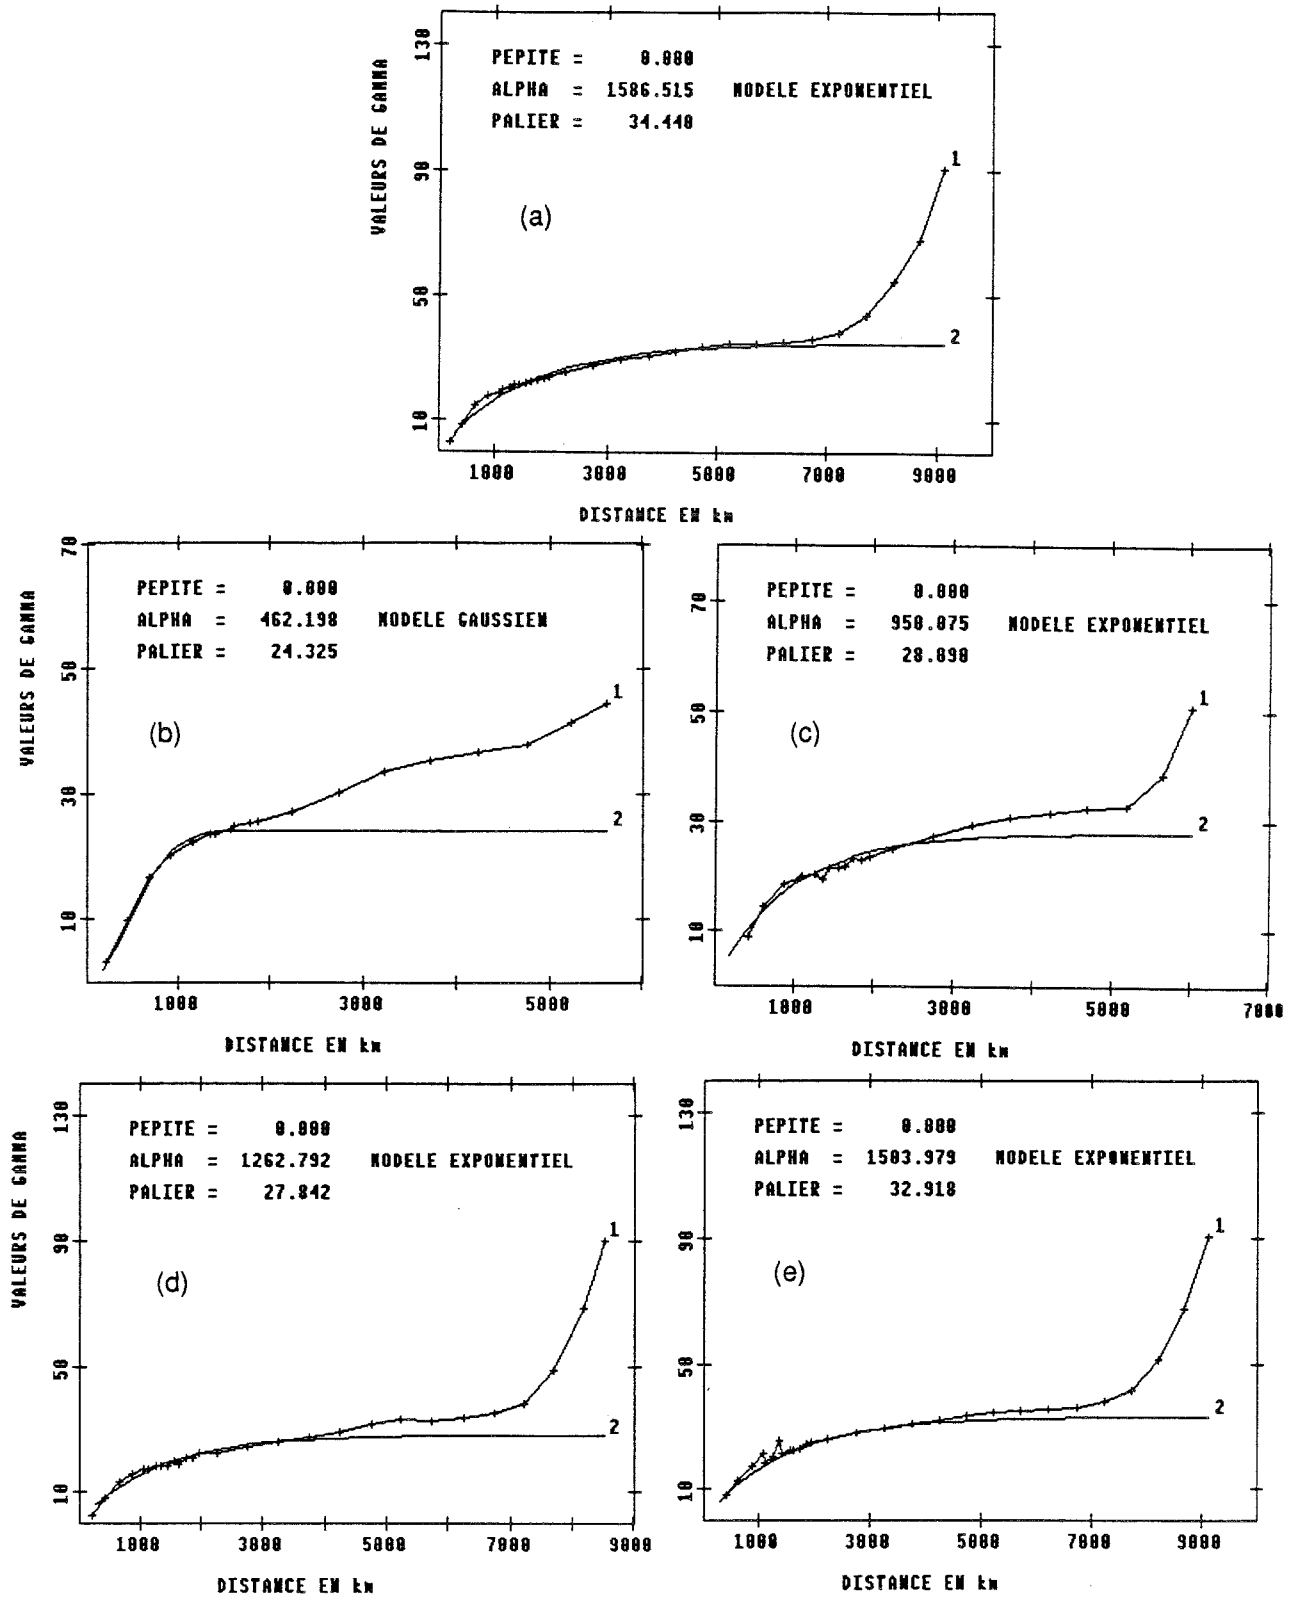 VALEURS DE GAMMA
130
90
50
10
PEPITE = 0.000
ALPHA = 1586.515 MODELE EXPONENTIEL
PALIER = 34.440
(a)
1
2
1000 3000 5000 7000 9000
DISTANCE EN km
VALEURS DE GAMMA
70
50
30
10
PEPITE = 0.000
ALPHA = 462.198 MODELE GAUSSIEN
PALIER = 24.325
(b)
1
2
1000 3000 5000
DISTANCE EN km
70
50
30
10
PEPITE = 0.000
ALPHA = 950.075 MODELE EXPONENTIEL
PALIER = 28.090
(c)
1
2
1000 3000 5000 7000
DISTANCE EN km
VALEURS DE GAMMA
130
90
50
10
PEPITE = 0.000
ALPHA = 1262.792 MODELE EXPONENTIEL
PALIER = 27.842
(d)
1
2
1000 3000 5000 7000 9000
DISTANCE EN km
130
90
50
10
PEPITE = 0.000
ALPHA = 1503.979 MODELE EXPONENTIEL
PALIER = 32.918
(e)
1
2
1000 3000 5000 7000 9000
DISTANCE EN km